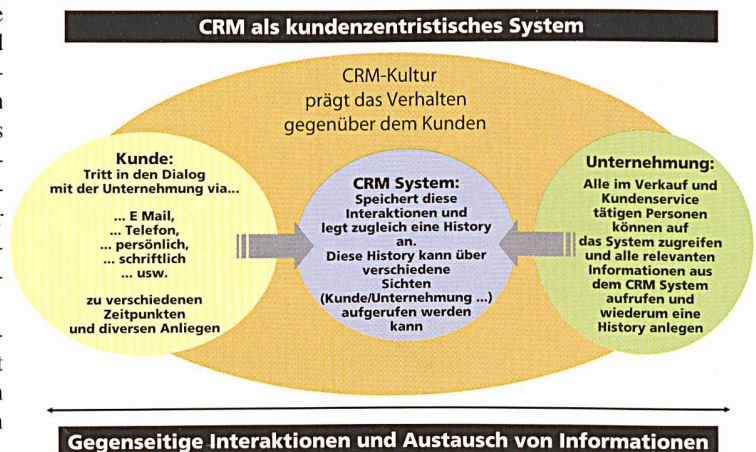 CRM als kundenzentristisches System
CRM-Kultur
prägt das Verhalten
gegenüber dem Kunden
Kunde:
Tritt in den Dialog
mit der Unternehmung via...
... E Mail,
... Telefon,
... persönlich,
... schriftlich
... usw.
zu verschiedenen
Zeitpunkten
und diversen Anliegen
CRM System:
Speichert diese
Interaktionen und
legt zugleich eine History
an.
Diese History kann über
verschiedene
Sichten
(Kunde/Unternehmung ...)
aufgerufen werden
kann
Unternehmung:
Alle im Verkauf und
Kundenservice
tätigen Personen
können auf
das System zugreifen
und alle relevanten
Informationen aus
dem CRM System
aufrufen und
wiederum eine
History anlegen
Gegenseitige Interaktionen und Austausch von Informationen